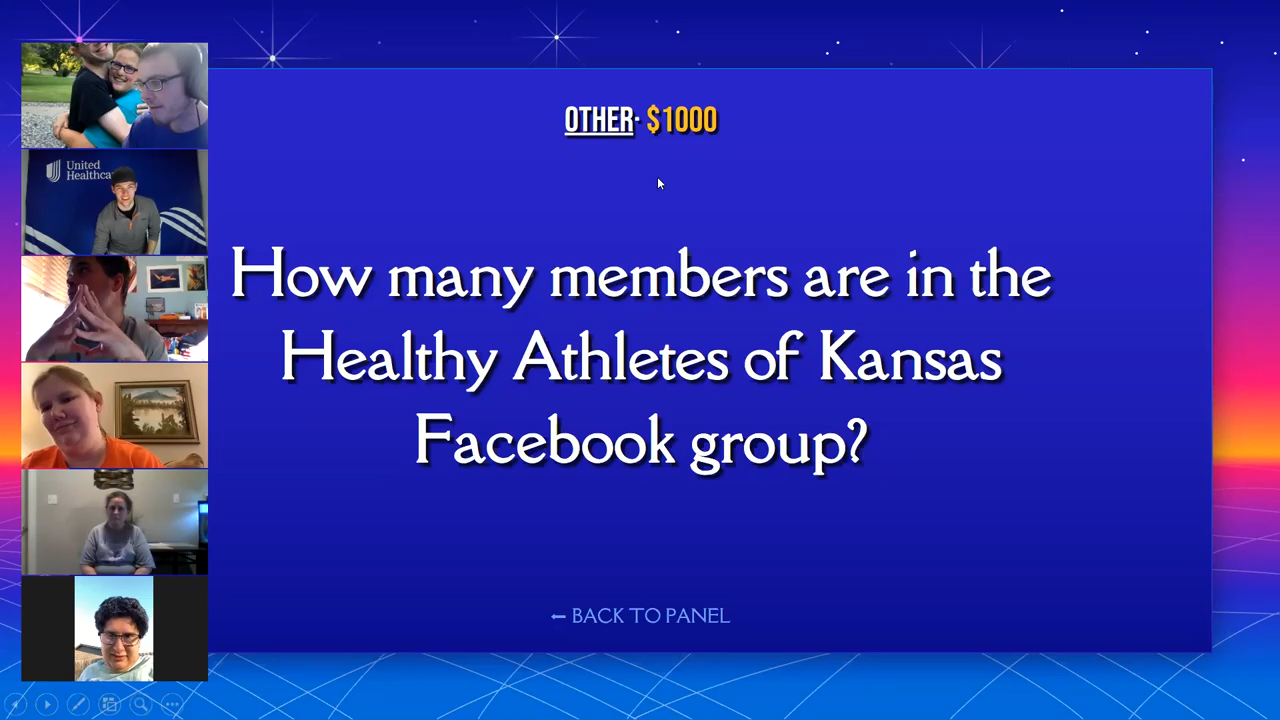 OTHER- $1000
United
Healthca
How many members are in the
Healthy Athletes of Kansas
Facebook group?
← BACK TO PANEL